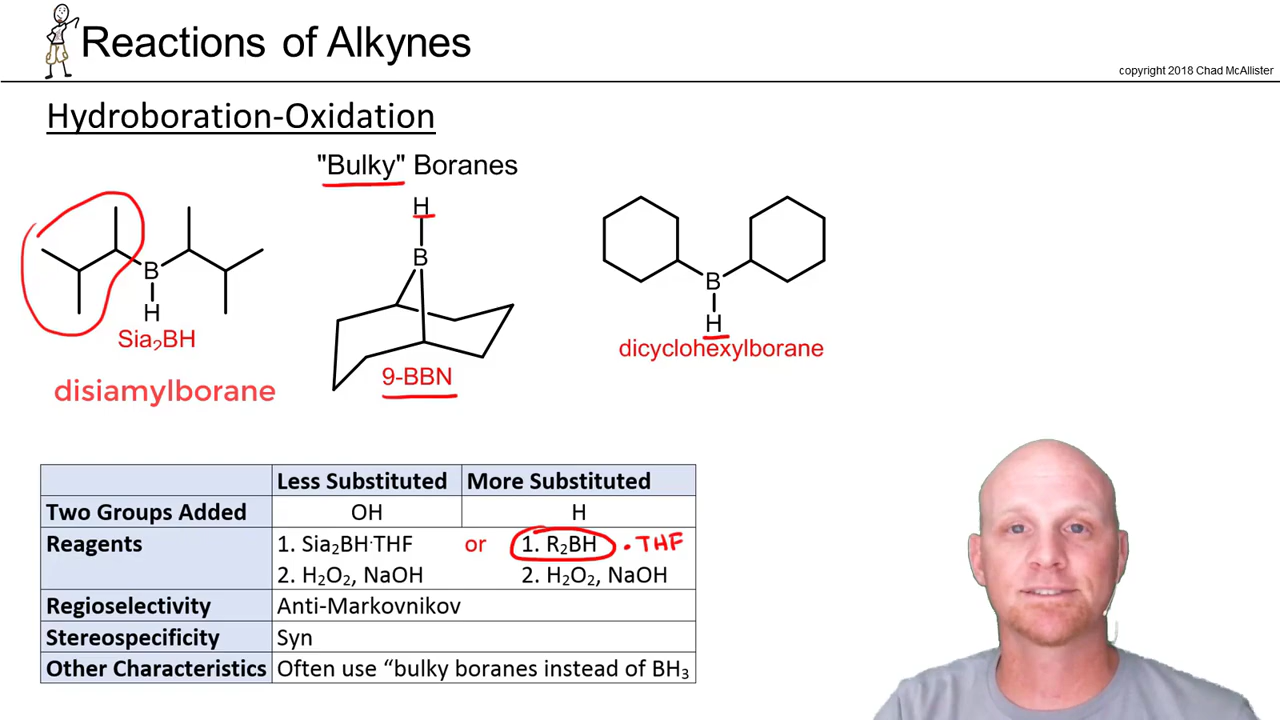 Reactions of Alkynes
copyright 2018 Chad McAllister
Hydroboration-Oxidation
"Bulky" Boranes
H
B
B
H
B
H
Sia₂BH
dicyclohexylborane
9-BBN
disiamylborane
Less Substituted More Substituted
Two Groups Added OH H
Reagents 1. Sia₂BH·THF or 1. R₂BH · THF
2. H₂O₂, NaOH 2. H₂O₂, NaOH
Regioselectivity Anti-Markovnikov
Stereospecificity Syn
Other Characteristics Often use “bulky boranes instead of BH₃